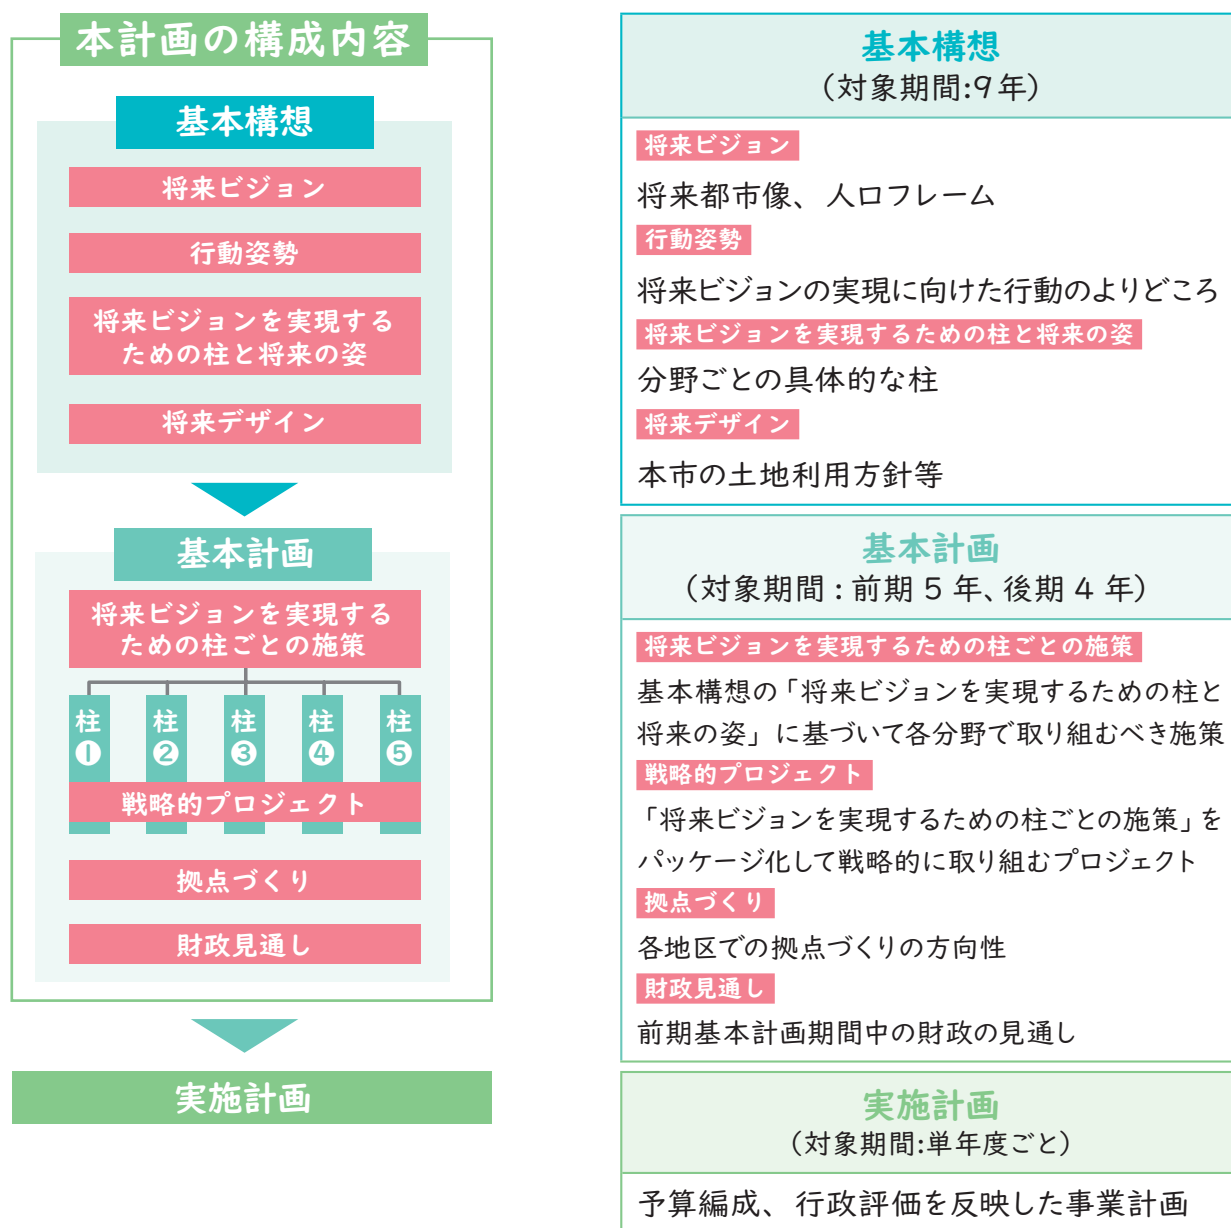 本計画の構成内容
基本構想
将来ビジョン
行動姿勢
将来ビジョンを実現する
ための柱と将来の姿
将来デザイン
基本計画
将来ビジョンを実現する
ための柱ごとの施策
柱❶ 柱❷ 柱❸ 柱❹ 柱❺
戦略的プロジェクト
拠点づくり
財政見通し
実施計画
基本構想
（対象期間:9年）
将来ビジョン
将来都市像、人口フレーム
行動姿勢
将来ビジョンの実現に向けた行動のよりどころ
将来ビジョンを実現するための柱と将来の姿
分野ごとの具体的な柱
将来デザイン
本市の土地利用方針等
基本計画
（対象期間：前期5年、後期4年）
将来ビジョンを実現するための柱ごとの施策
基本構想の「将来ビジョンを実現するための柱と
将来の姿」に基づいて各分野で取り組むべき施策
戦略的プロジェクト
「将来ビジョンを実現するための柱ごとの施策」を
パッケージ化して戦略的に取り組むプロジェクト
拠点づくり
各地区での拠点づくりの方向性
財政見通し
前期基本計画期間中の財政の見通し
実施計画
（対象期間:単年度ごと）
予算編成、行政評価を反映した事業計画